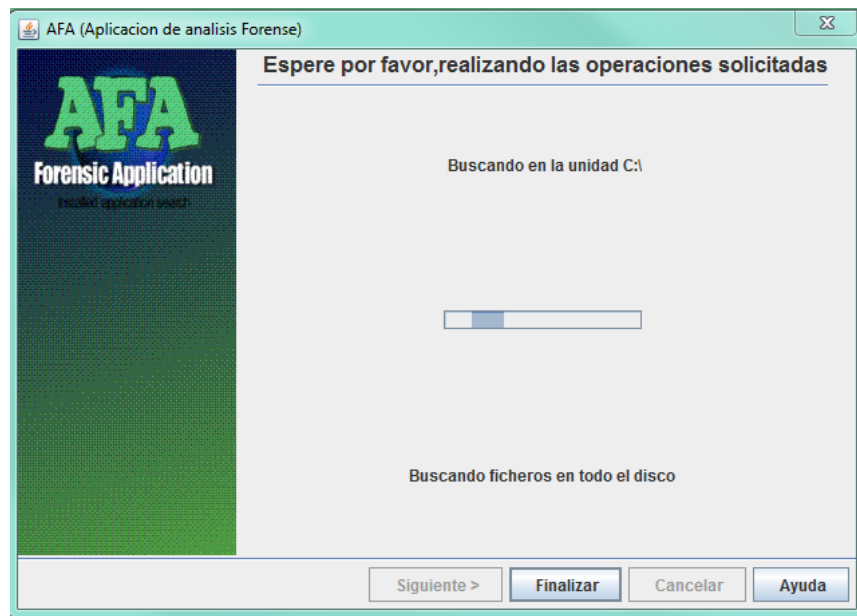 AFA (Aplicacion de analisis Forense)
Espere por favor,realizando las operaciones solicitadas
AFA
Forensic Application
Installed application search
Buscando en la unidad C:\
Buscando ficheros en todo el disco
Siguiente >
Finalizar
Cancelar
Ayuda